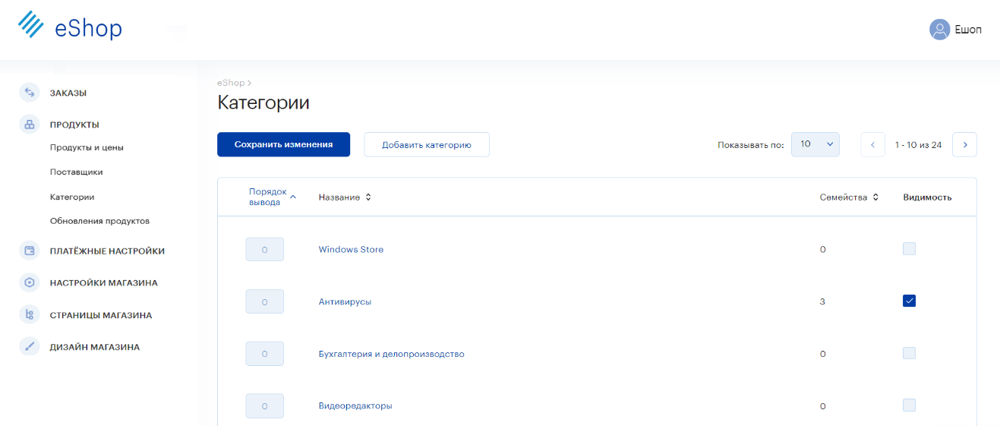 eShop
Ешоп
ЗАКАЗЫ
ПРОДУКТЫ
Продукты и цены
Поставщики
Категории
Обновления продуктов
ПЛАТЁЖНЫЕ НАСТРОЙКИ
НАСТРОЙКИ МАГАЗИНА
СТРАНИЦЫ МАГАЗИНА
ДИЗАЙН МАГАЗИНА
eShop >
Категории
Сохранить изменения
Добавить категорию
Показывать по: 10
1 - 10 из 24
Порядок
вывода
Название
Семейства
Видимость
0 Windows Store 0
0 Антивирусы 3
0 Бухгалтерия и делопроизводство 0
0 Видеоредакторы 0